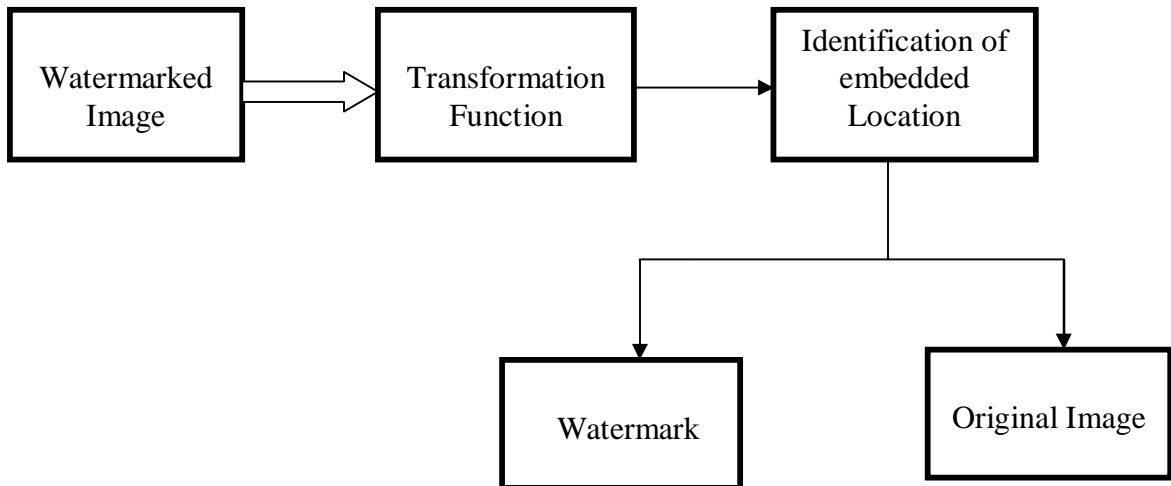 Watermarked
Image
Transformation
Function
Identification of
embedded
Location
Watermark
Original Image